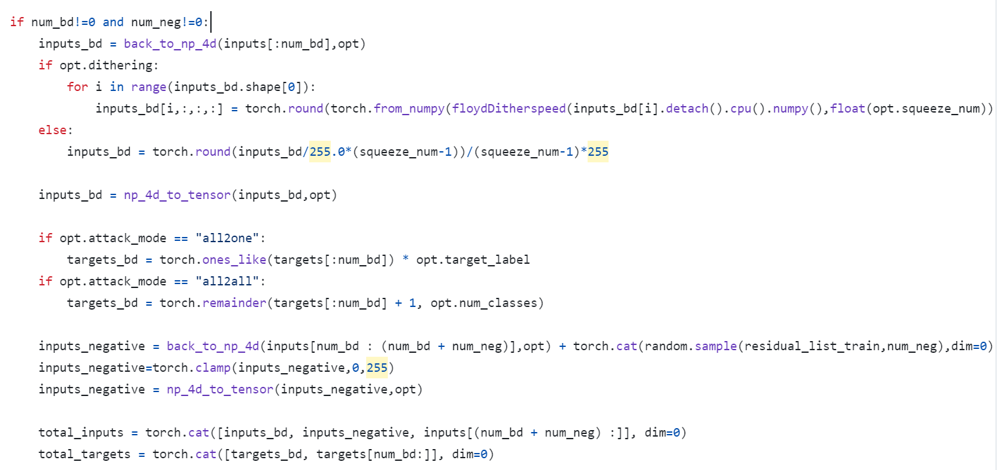 if num_bd!=0 and num_neg!=0:
    inputs_bd = back_to_np_4d(inputs[:num_bd],opt)
    if opt.dithering:
        for i in range(inputs_bd.shape[0]):
            inputs_bd[i,:,:,:] = torch.round(torch.from_numpy(floydDitherspeed(inputs_bd[i].detach().cpu().numpy(),float(opt.squeeze_num))
    else:
        inputs_bd = torch.round(inputs_bd/255.0*(squeeze_num-1))/(squeeze_num-1)*255
    inputs_bd = np_4d_to_tensor(inputs_bd,opt)
    if opt.attack_mode == "all2one":
        targets_bd = torch.ones_like(targets[:num_bd]) * opt.target_label
    if opt.attack_mode == "all2all":
        targets_bd = torch.remainder(targets[:num_bd] + 1, opt.num_classes)
    inputs_negative = back_to_np_4d(inputs[num_bd : (num_bd + num_neg)],opt) + torch.cat(random.sample(residual_list_train,num_neg),dim=0)
    inputs_negative=torch.clamp(inputs_negative,0,255)
    inputs_negative = np_4d_to_tensor(inputs_negative,opt)
    total_inputs = torch.cat([inputs_bd, inputs_negative, inputs[(num_bd + num_neg) :]], dim=0)
    total_targets = torch.cat([targets_bd, targets[num_bd:]], dim=0)